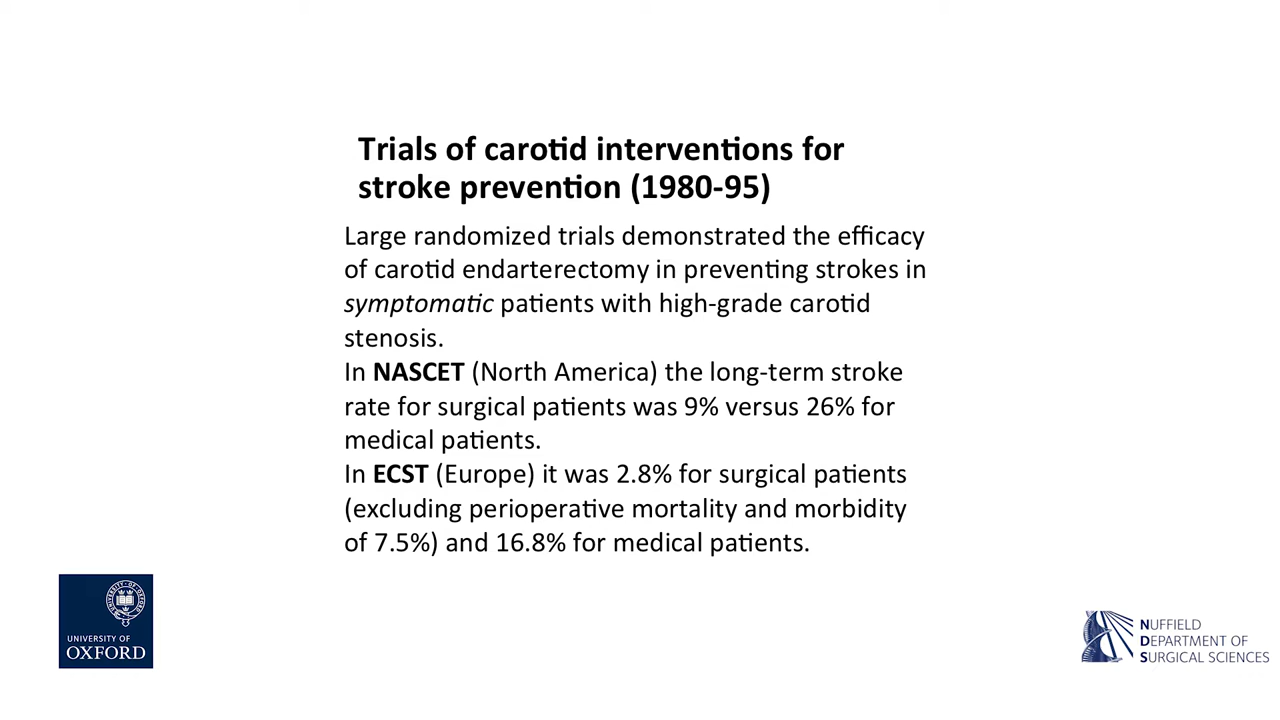 Trials of carotid interventions for
stroke prevention (1980-95)
Large randomized trials demonstrated the efficacy
of carotid endarterectomy in preventing strokes in
symptomatic patients with high-grade carotid
stenosis.
In NASCET (North America) the long-term stroke
rate for surgical patients was 9% versus 26% for
medical patients.
In ECST (Europe) it was 2.8% for surgical patients
(excluding perioperative mortality and morbidity
of 7.5%) and 16.8% for medical patients.
UNIVERSITY OF
OXFORD
NUFFIELD
DEPARTMENT OF
SURGICAL SCIENCES